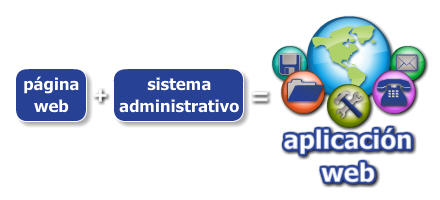 página
web
+
sistema
administrativo
=
aplicación
web